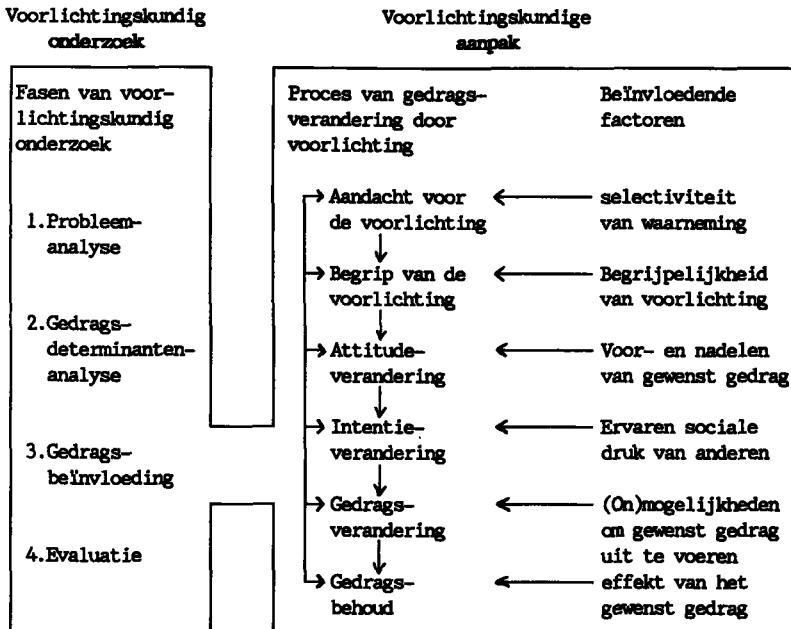 Voorlichtingskundig
onderzoek
Voorlichtingskundige
aanpak
Fasen van voor-
lichtingskundig
onderzoek
1.Probleem-
analyse
2.Gedrags-
determinanten-
analyse
3.Gedrags-
beïnvloeding
4.Evaluatie
Proces van gedrags-
verandering door
voorlichting
Beïnvloedende
factoren
Aandacht voor
de voorlichting
selectiviteit
van waarneming
Begrip van de
voorlichting
Begrijpelijkheid
van voorlichting
Attitude-
verandering
Voor- en nadelen
van gewenst gedrag
Intentie-
verandering
Ervaren sociale
druk van anderen
Gedrags-
verandering
(On)mogelijkheden
om gewenst gedrag
uit te voeren
Gedrags-
behoud
effekt van het
gewenst gedrag